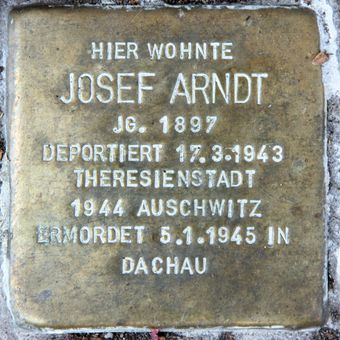 HIER WOHNTE
JOSEF ARNDT
JG. 1897
DEPORTIERT 17.3.1943
THERESIENSTADT
1944 AUSCHWITZ
ERMORDET 5.1.1945 IN
DACHAU